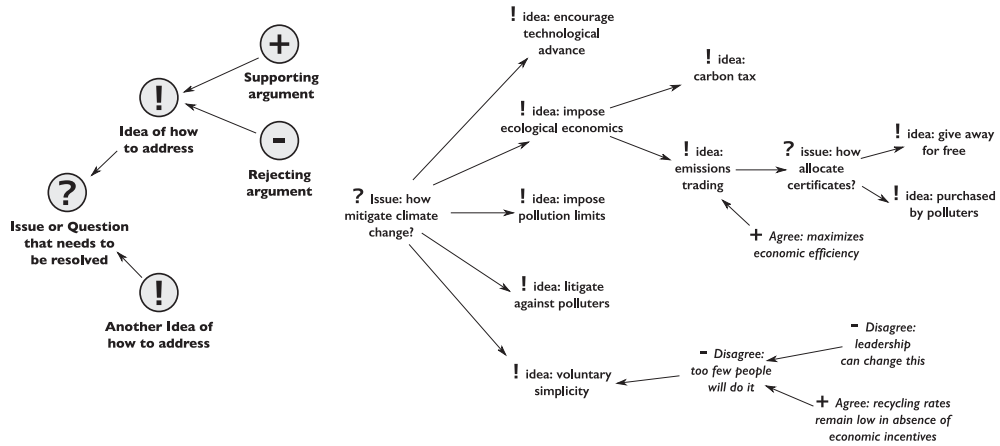 +
Supporting
argument
!
Idea of how
to address
-
Rejecting
argument
?
Issue or Question
that needs to
be resolved
!
Another Idea of
how to address
! idea: encourage
technological
advance
! idea:
carbon tax
! idea: impose
ecological economics
! idea:
emissions
trading
? issue: how
allocate
certificates?
! idea: give away
for free
! idea: purchased
by polluters
? Issue: how
mitigate climate
change?
! idea: impose
pollution limits
+ Agree: maximizes
economic efficiency
! idea: litigate
against polluters
! idea: voluntary
simplicity
- Disagree:
too few people
will do it
- Disagree:
leadership
can change this
+ Agree: recycling rates
remain low in absence of
economic incentives